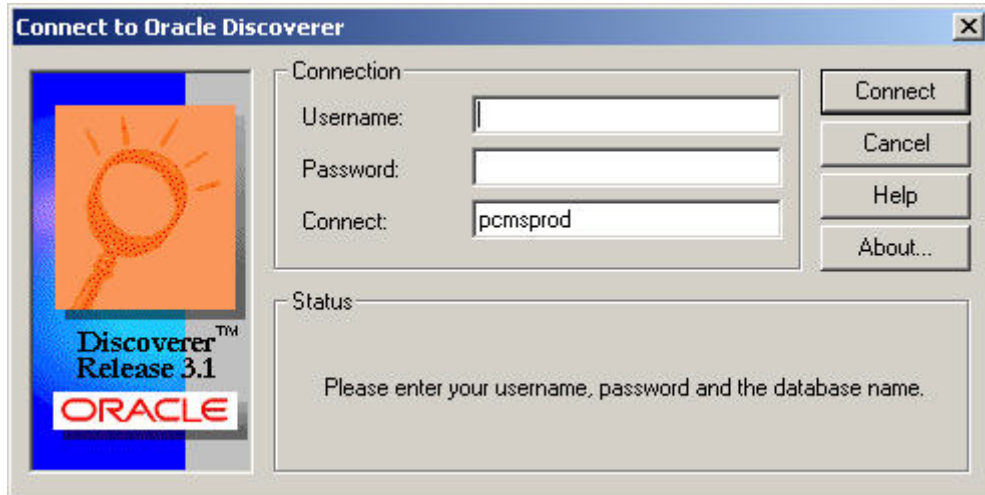 Connect to Oracle Discoverer
Connection
Username:
Password:
Connect: pcmsprod
Connect
Cancel
Help
About...
Discoverer™
Release 3.1
ORACLE
Status
Please enter your username, password and the database name.